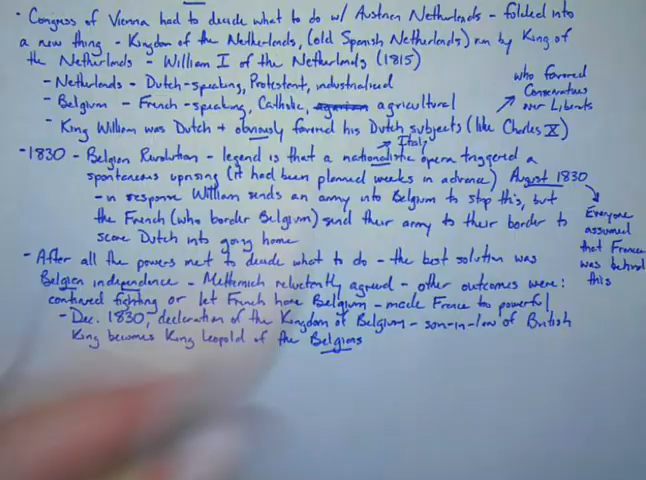 - Congress of Vienna had to decide what to do w/ Austrian Netherlands - folded into
a new thing - Kingdom of the Netherlands, (old Spanish Netherlands) run by King of
the Netherlands - William I of the Netherlands (1815)
- Netherlands - Dutch-speaking, Protestant, industrialised
- Belgium - French-speaking, Catholic, agrarian agricultural
- King William was Dutch + obviously favored his Dutch subjects (like Charles X)
who favored
Conservatives
over Liberals
- 1830 - Belgian Revolution - legend is that a nationalistic opera triggered a
Italy
spontaneous uprising (it had been planned weeks in advance) August 1830
- in response William sends an army into Belgium to stop this, but
the French (who border Belgium) send their army to their border to
scare Dutch into going home
Everyone
assumed
that France
was behind
this
- After all the powers met to decide what to do - the best solution was
Belgian independence - Metternich reluctantly agreed - other outcomes were:
continued fighting or let French have Belgium - made France too powerful
- Dec. 1830, declaration of the Kingdom of Belgium - son-in-law of British
King becomes King Leopold of the Belgians